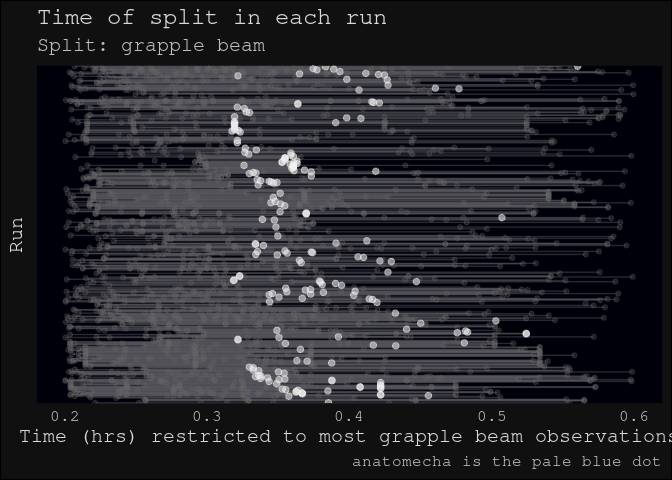 Time of split in each run
Split: grapple beam
Run
0.2 0.3 0.4 0.5 0.6
Time (hrs) restricted to most grapple beam observations
anatomecha is the pale blue dot